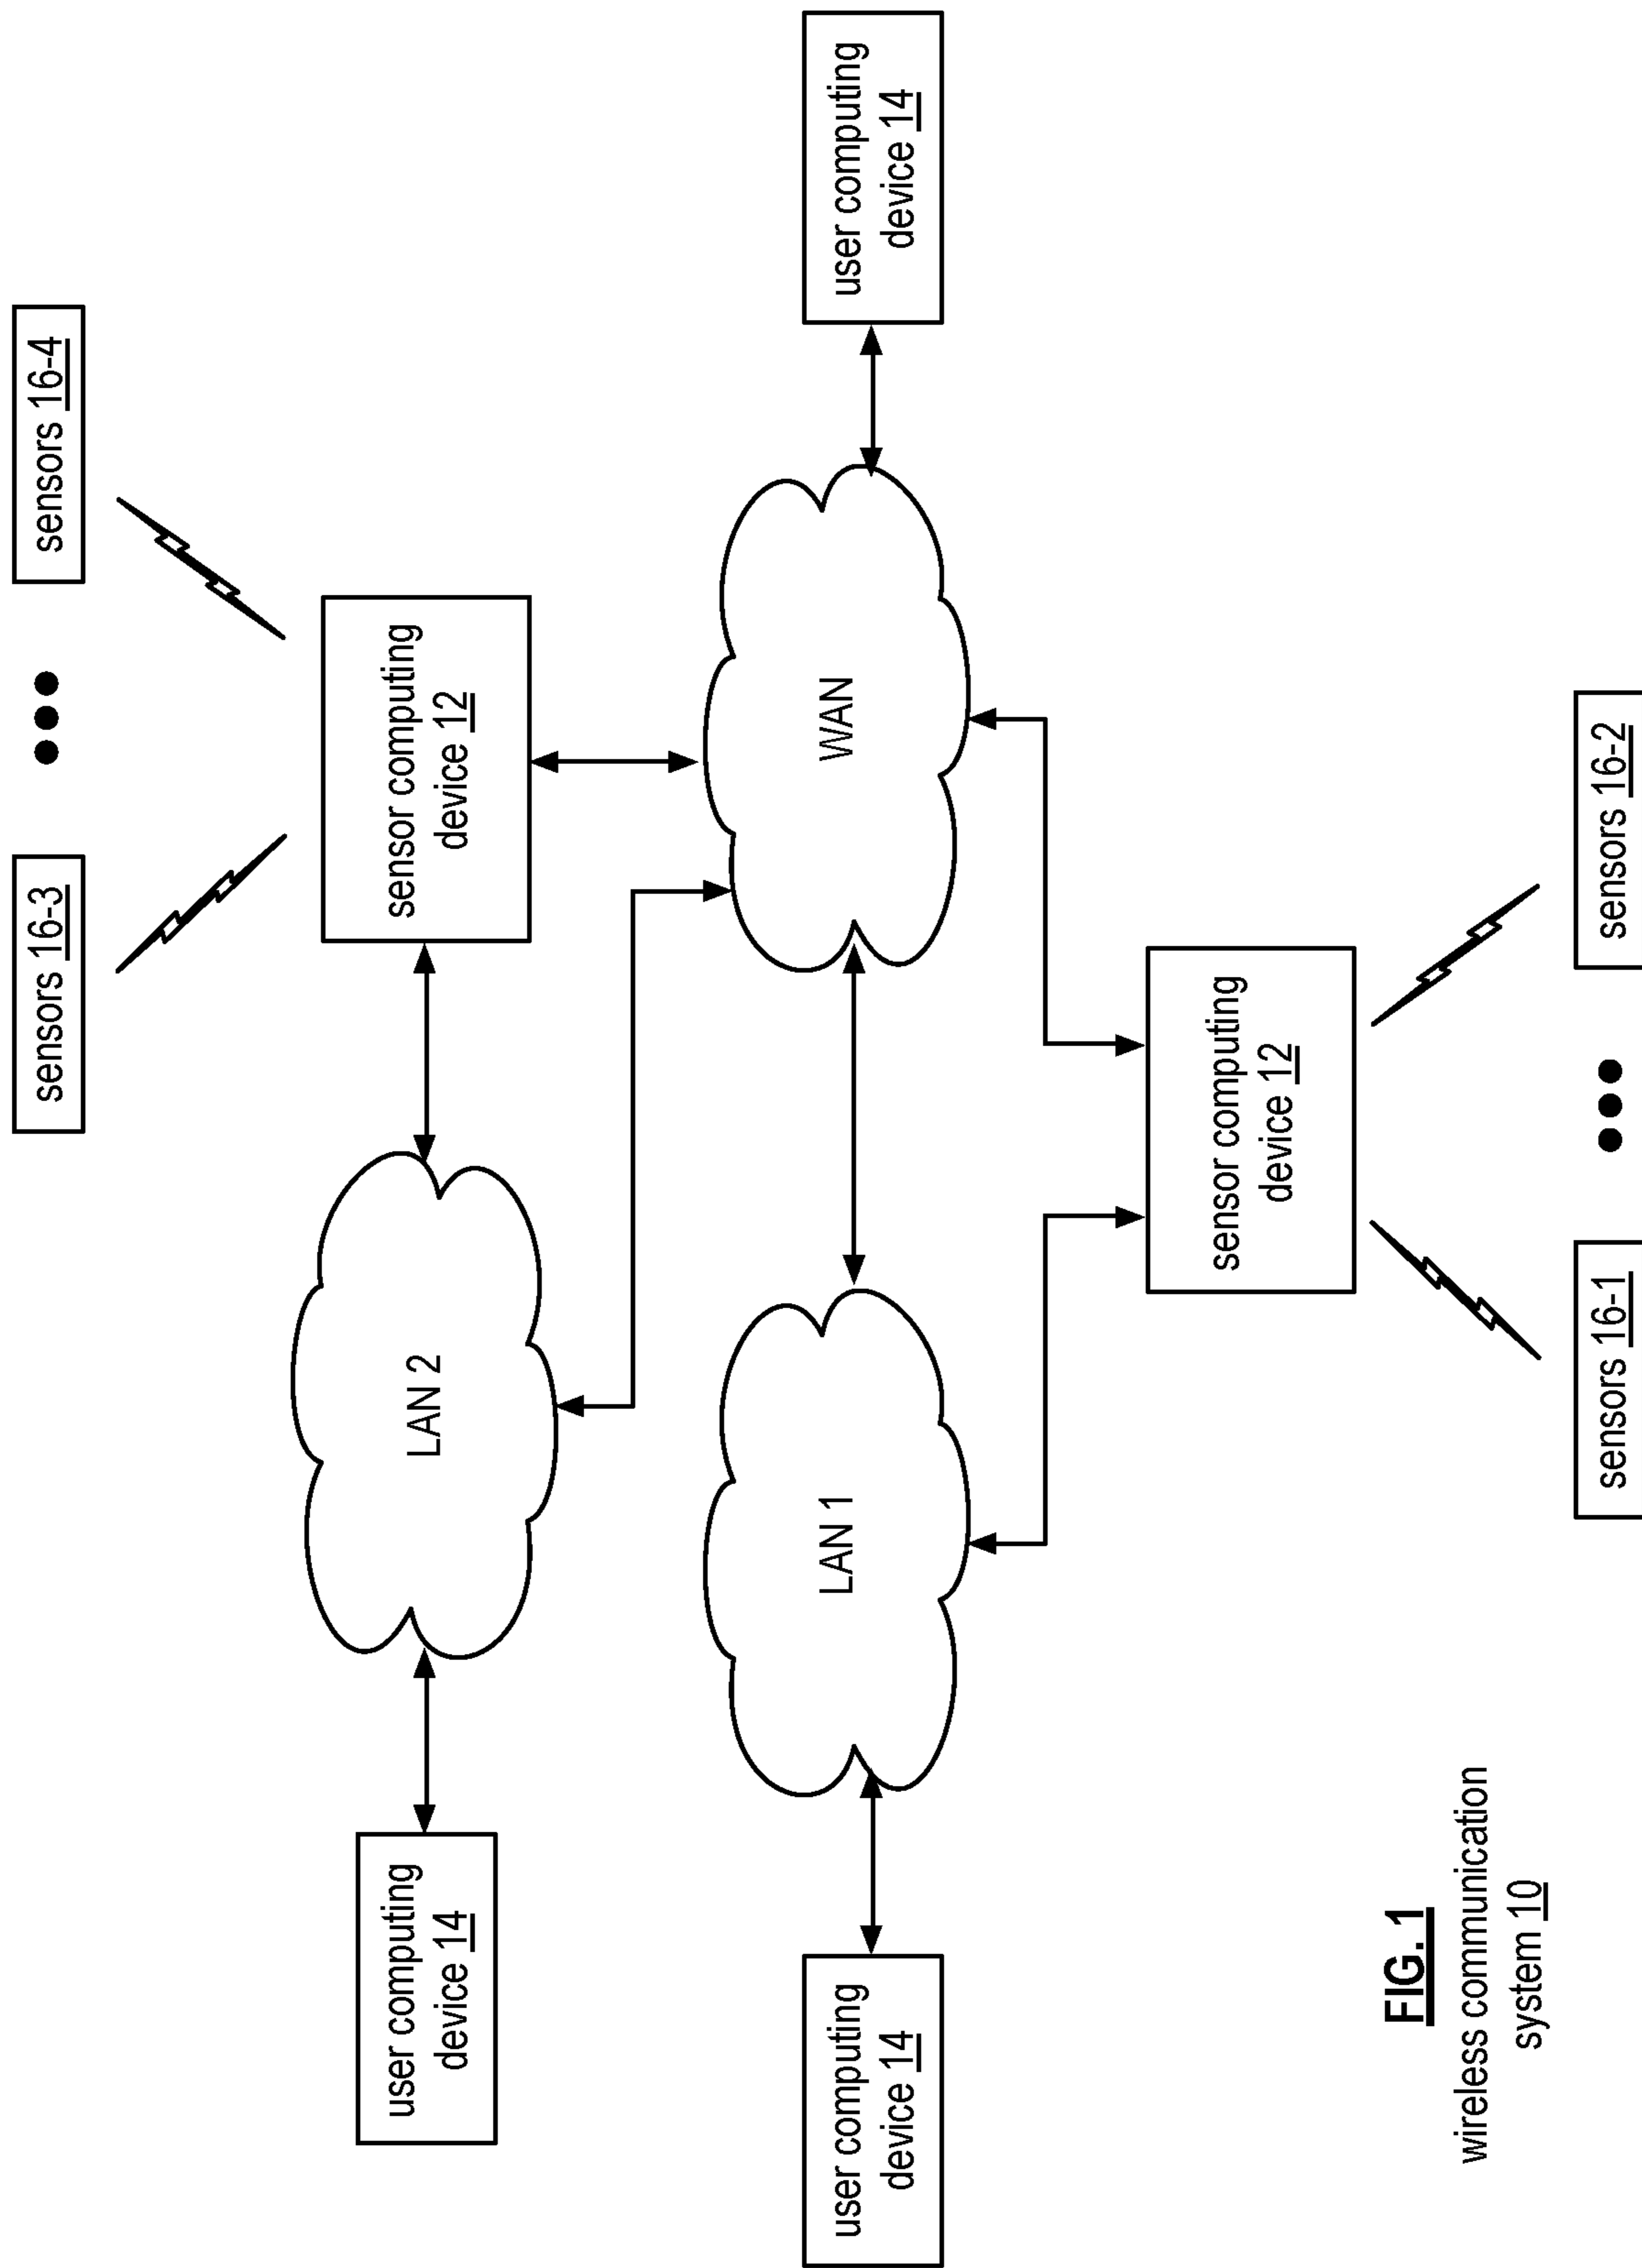 sensors 16-3
sensors 16-4
user computing
device 14
LAN 2
sensor computing
device 12
user computing
device 14
LAN 1
WAN
user computing
device 14
sensor computing
device 12
sensors 16-1
sensors 16-2
FIG. 1
wireless communication
system 10